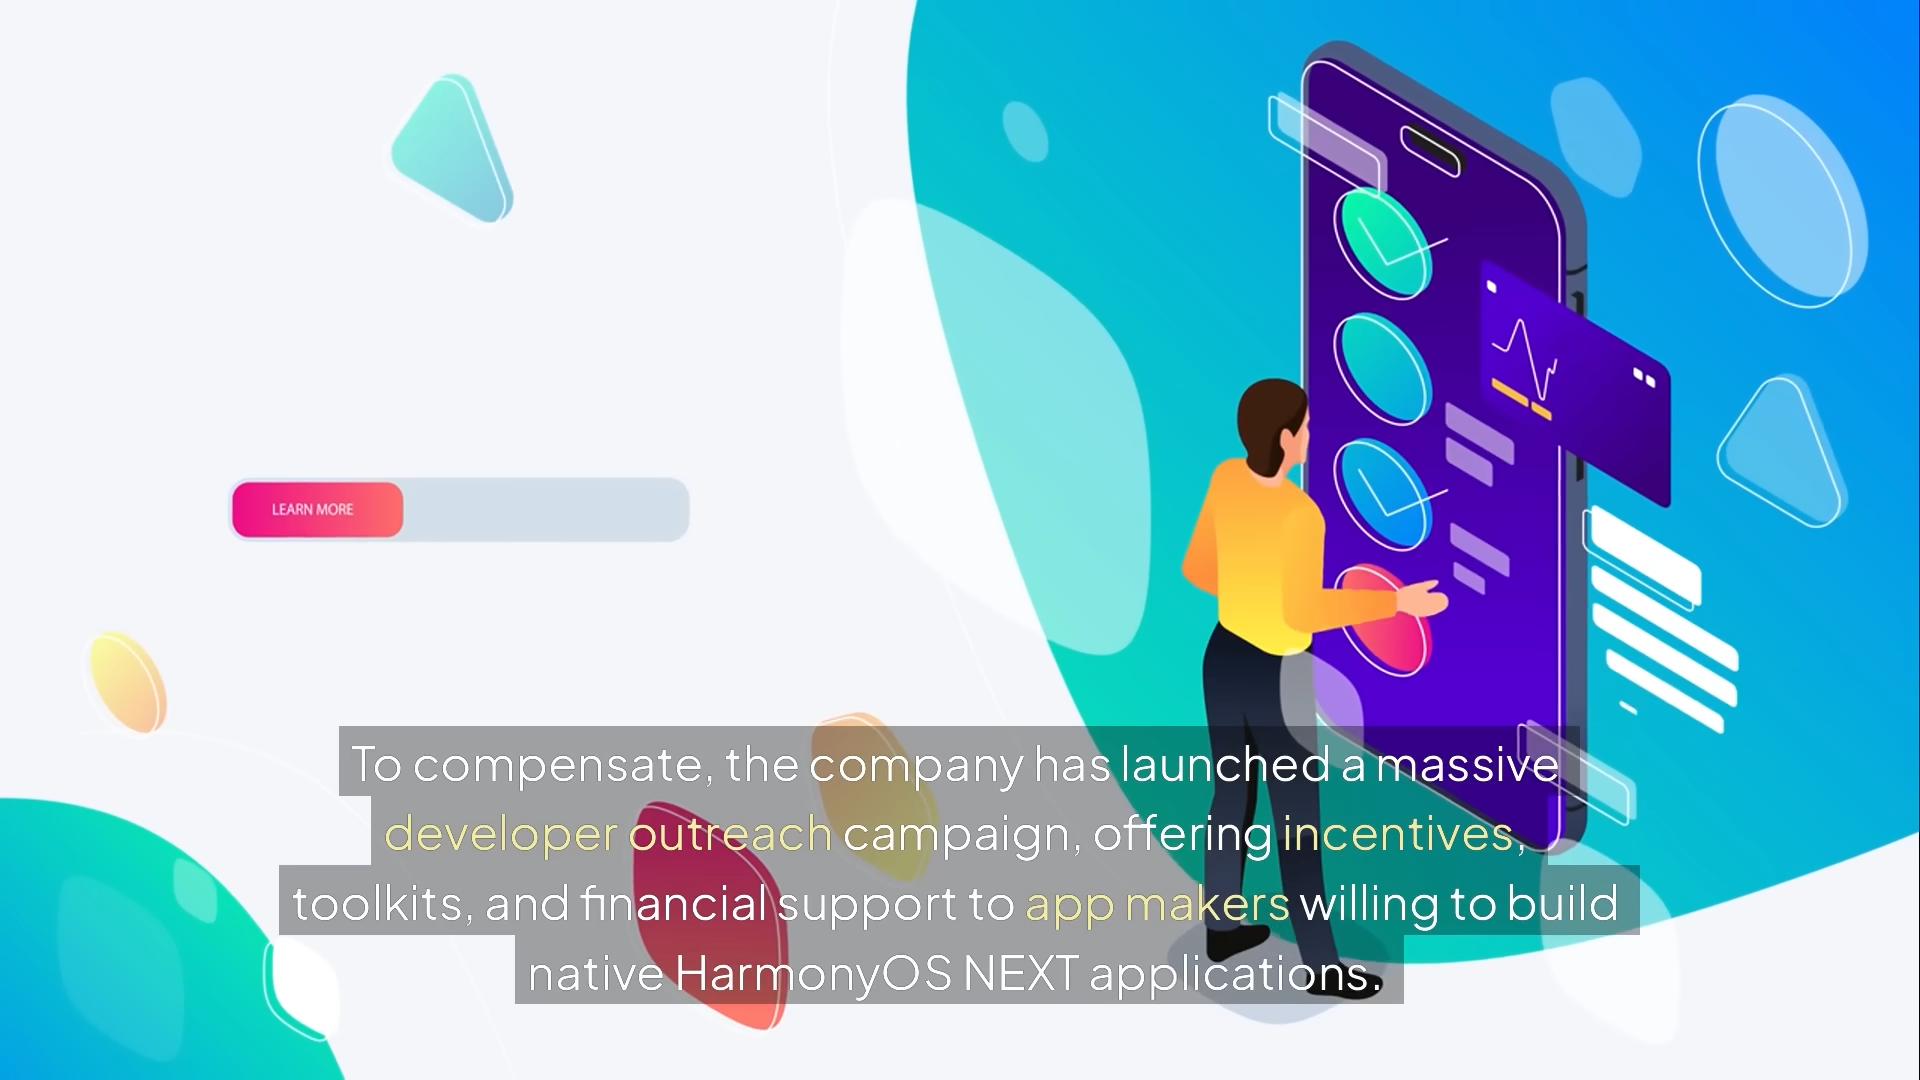 LEARN MORE
To compensate, the company has launched a massive
developer outreach campaign, offering incentives,
toolkits, and financial support to app makers willing to build
native HarmonyOS NEXT applications.